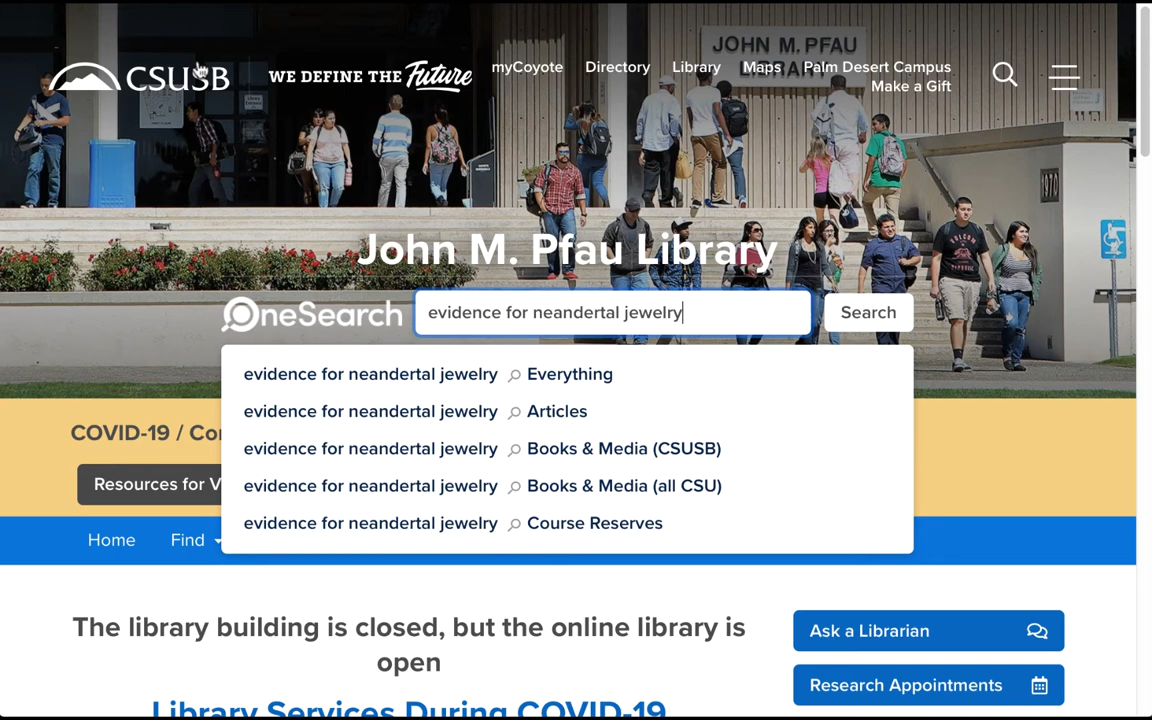 JOHN M. PFAU
LIBRARY
CSUSB
WE DEFINE THE Future
myCoyote Directory Library Maps Palm Desert Campus
Make a Gift
1970
John M. Pfau Library
OneSearch evidence for neandertal jewelry Search
evidence for neandertal jewelry Everything
evidence for neandertal jewelry Articles
evidence for neandertal jewelry Books & Media (CSUSB)
evidence for neandertal jewelry Books & Media (all CSU)
evidence for neandertal jewelry Course Reserves
COVID-19 / Co
Resources for V
Home Find
The library building is closed, but the online library is
open
Ask a Librarian
Research Appointments
Library Services During COVID-19